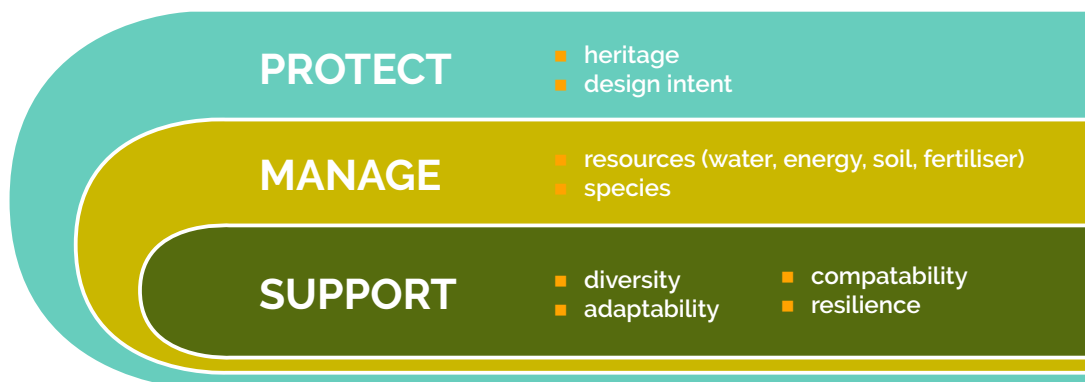 PROTECT
heritage
design intent
MANAGE
resources (water, energy, soil, fertiliser)
species
SUPPORT
diversity
adaptability
compatability
resilience